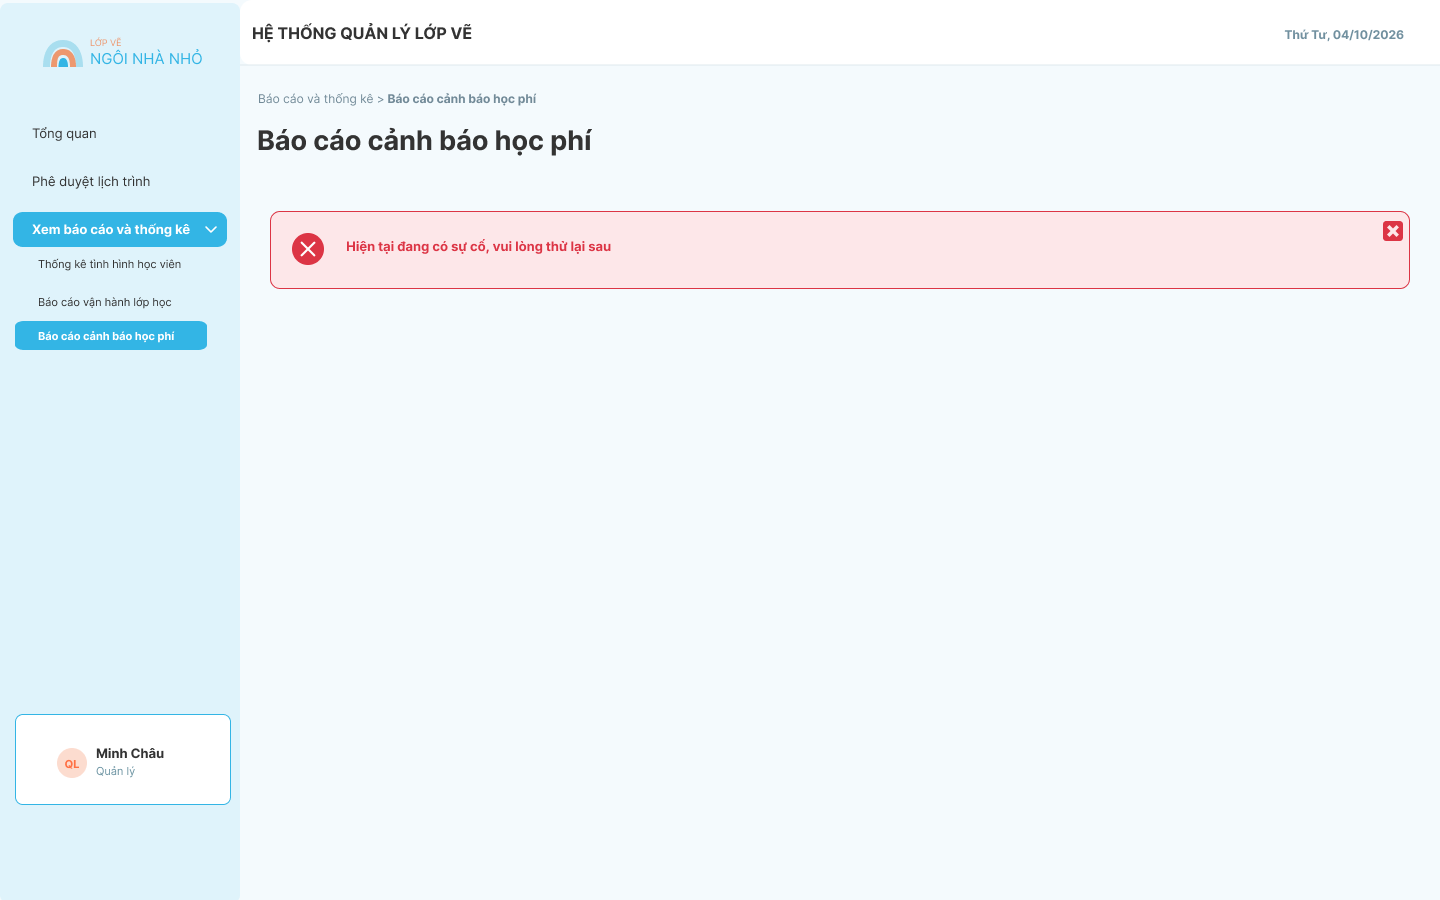 LỚP VẼ
NGÔI NHÀ NHỎ
HỆ THỐNG QUẢN LÝ LỚP VẼ
Thứ Tư, 04/10/2026
Tổng quan
Phê duyệt lịch trình
Xem báo cáo và thống kê
Thống kê tình hình học viên
Báo cáo vận hành lớp học
Báo cáo cảnh báo học phí
Báo cáo và thống kê > Báo cáo cảnh báo học phí
Báo cáo cảnh báo học phí
Hiện tại đang có sự cố, vui lòng thử lại sau
QL
Minh Châu
Quản lý